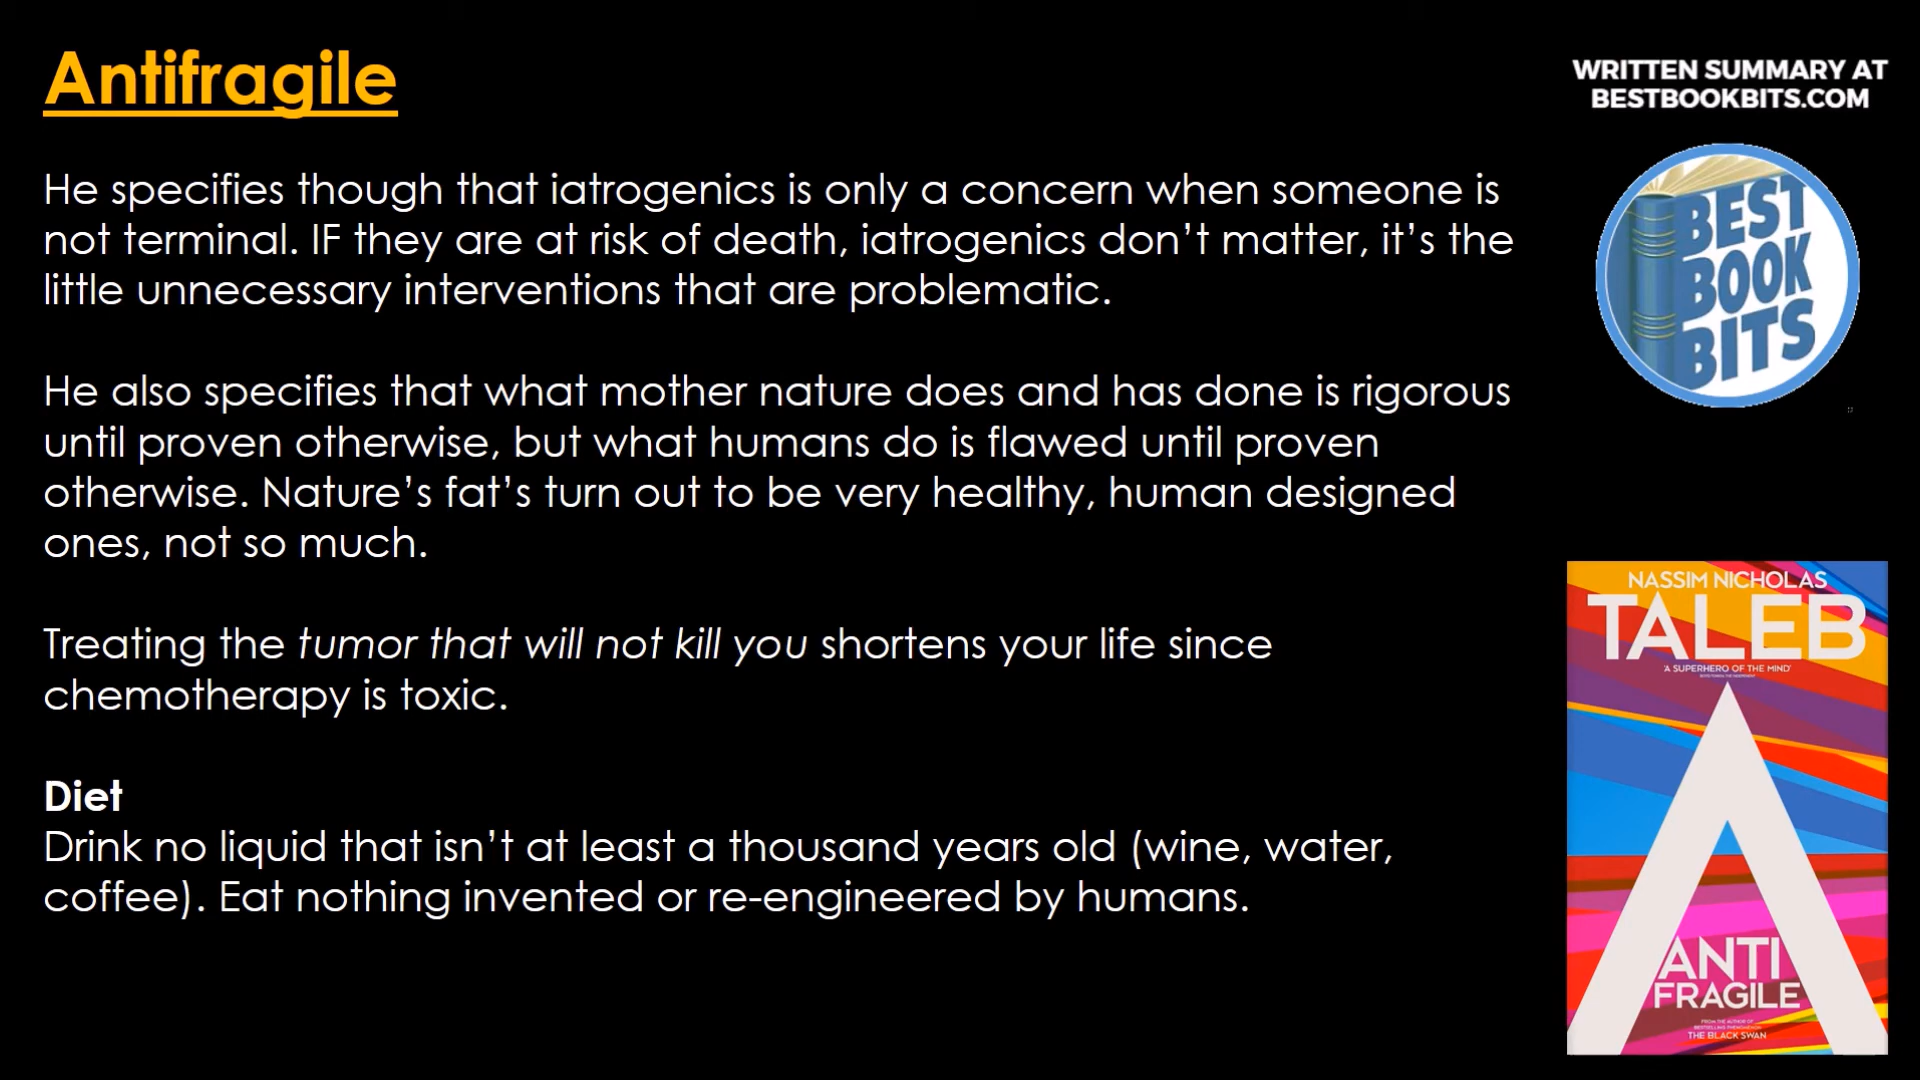 Antifragile
WRITTEN SUMMARY AT
BESTBOOKBITS.COM
He specifies though that iatrogenics is only a concern when someone is
not terminal. IF they are at risk of death, iatrogenics don’t matter, it’s the
little unnecessary interventions that are problematic.
He also specifies that what mother nature does and has done is rigorous
until proven otherwise, but what humans do is flawed until proven
otherwise. Nature’s fat’s turn out to be very healthy, human designed
ones, not so much.
Treating the tumor that will not kill you shortens your life since
chemotherapy is toxic.
Diet
Drink no liquid that isn’t at least a thousand years old (wine, water,
coffee). Eat nothing invented or re-engineered by humans.
BEST
BOOK
BITS
NASSIM NICHOLAS
TALEB
'A SUPERHERO OF THE MIND'
ANTI
FRAGILE
FROM THE AUTHOR OF
BESTSELLING PHENOMENON
THE BLACK SWAN